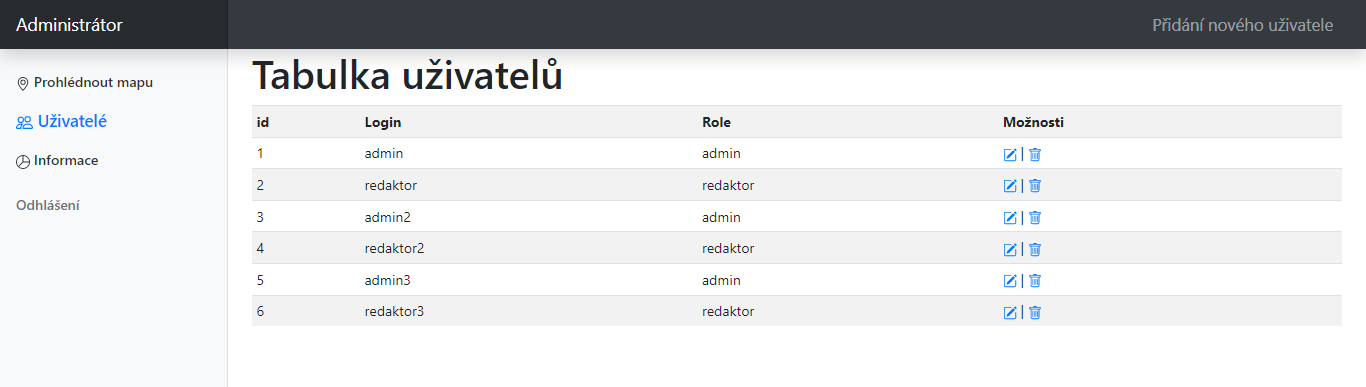 Administrátor
Přidání nového uživatele
Prohlédnout mapu
Uživatelé
Informace
Odhlášení
Tabulka uživatelů
id Login Role Možnosti
1 admin admin |
2 redaktor redaktor |
3 admin2 admin |
4 redaktor2 redaktor |
5 admin3 admin |
6 redaktor3 redaktor |